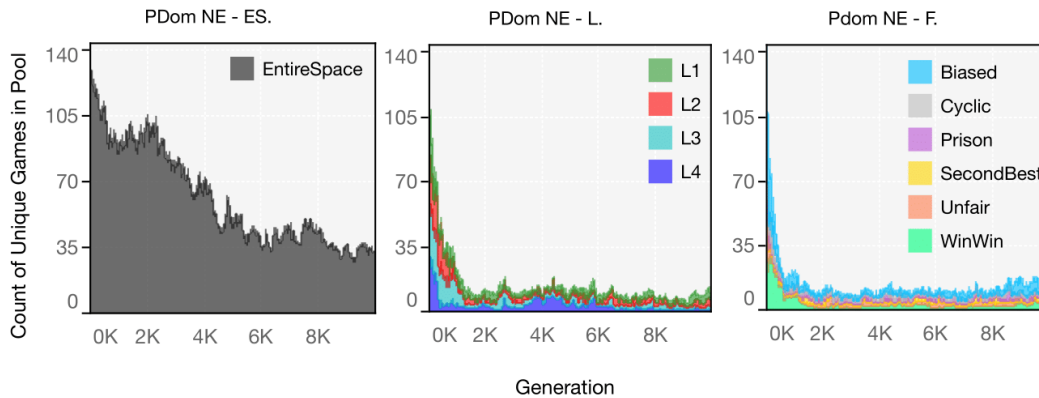 PDom NE - ES.
PDom NE - L.
Pdom NE - F.
Count of Unique Games in Pool
140
105
70
35
0
EntireSpace
0K 2K 4K 6K 8K
140
105
70
35
0
L1
L2
L3
L4
0K 2K 4K 6K 8K
140
105
70
35
0
Biased
Cyclic
Prison
SecondBest
Unfair
WinWin
0K 2K 4K 6K 8K
Generation